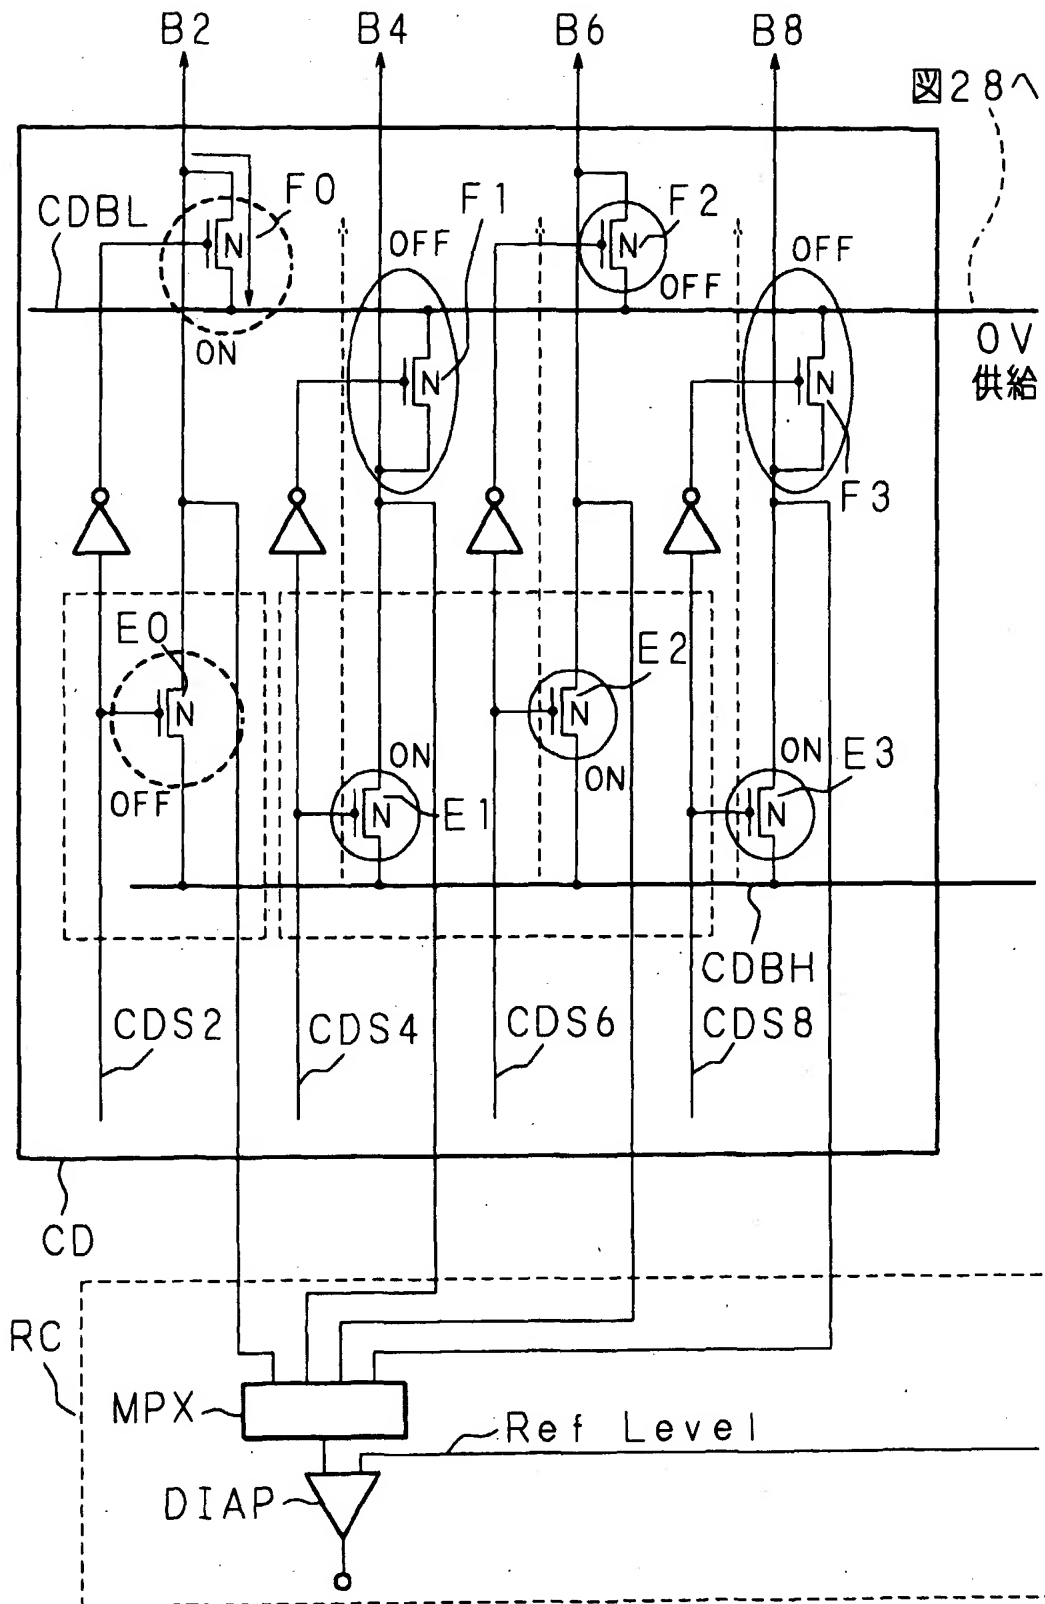 B2 B4 B6 B8
図28へ
CDBL
F0
F1
F2
OFF
OFF
OFF
ON
0V
供給
N
N
N
N
F3
E0
E2
N
N
OFF
ON
ON
ON
E3
N
E1
N
CDBH
CDS2
CDS4
CDS6
CDS8
CD
RC
MPX
Ref Level
DIAP